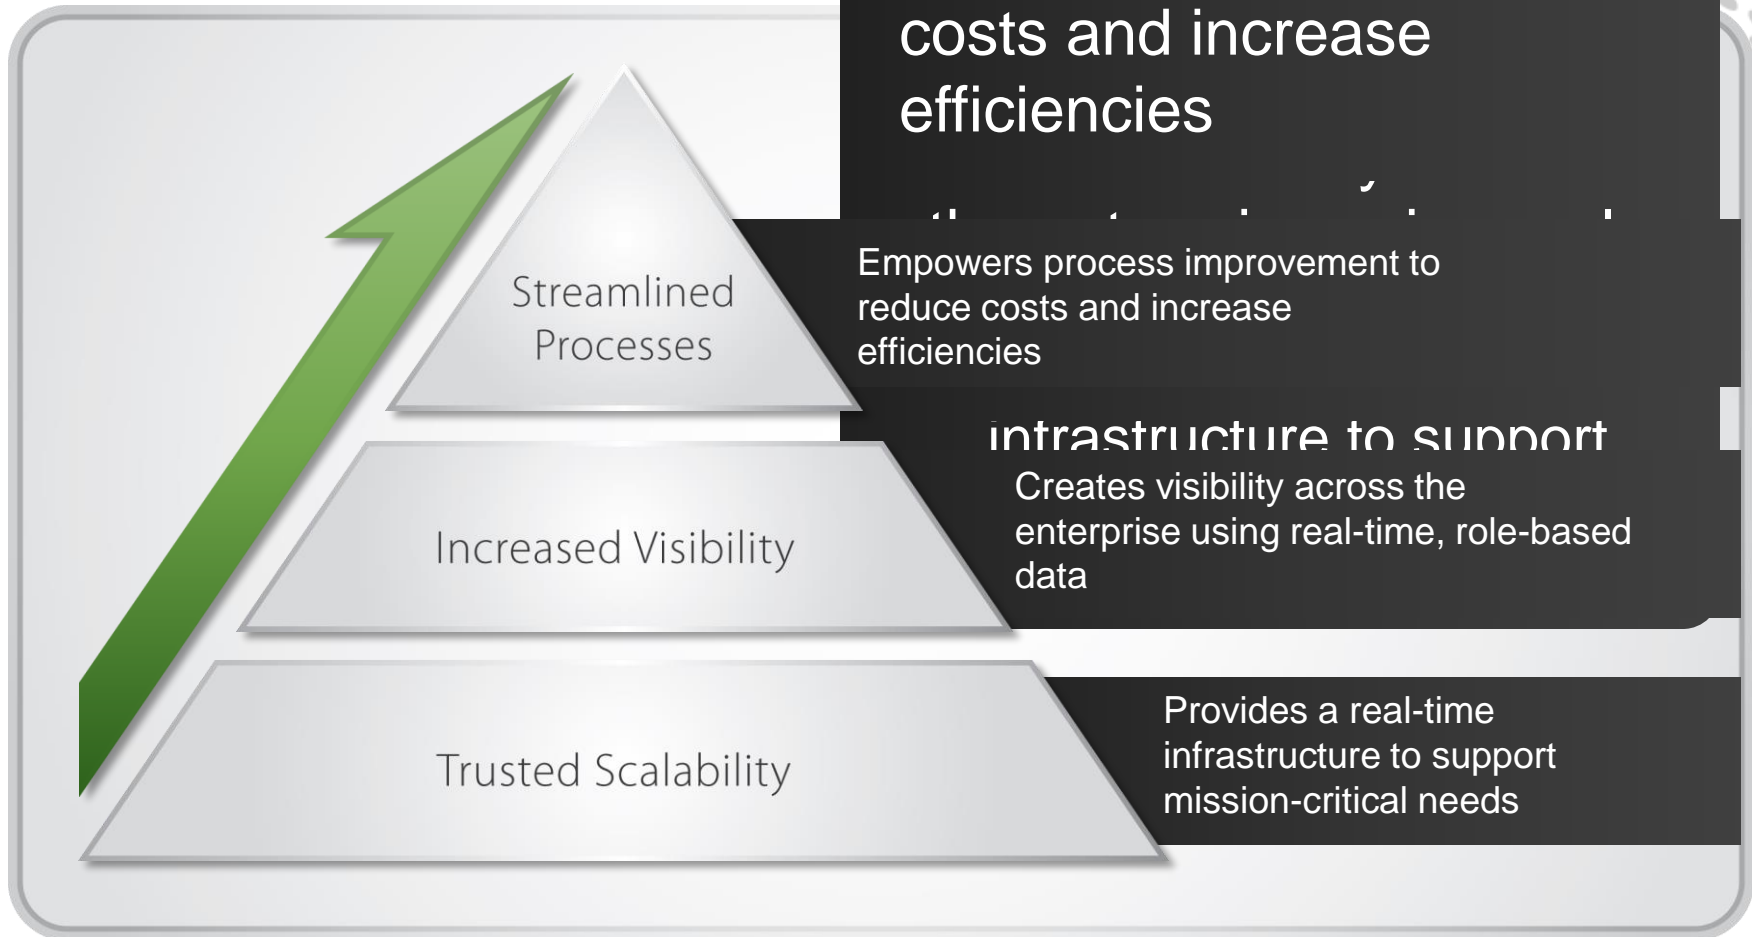 costs and increase
efficiencies
Streamlined
Processes
Empowers process improvement to
reduce costs and increase
efficiencies
infrastructure to support
Increased Visibility
Creates visibility across the
enterprise using real-time, role-based
data
Trusted Scalability
Provides a real-time
infrastructure to support
mission-critical needs